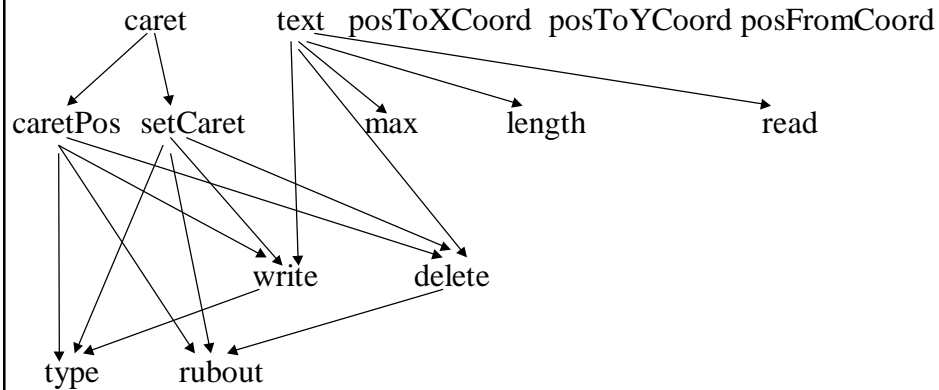 caret text posToXCoord posToYCoord posFromCoord
caretPos setCaret max length read
write delete
type rubout